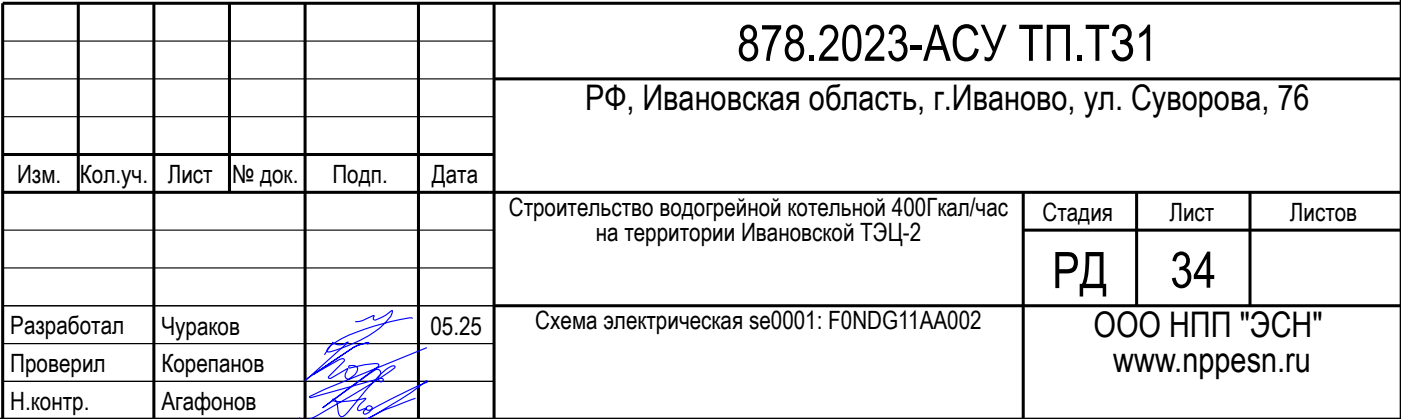 878.2023-АСУ ТП.ТЗ1
РФ, Ивановская область, г.Иваново, ул. Суворова, 76
Изм. Кол.уч. Лист № док. Подп. Дата
Строительство водогрейной котельной 400Гкал/час
на территории Ивановской ТЭЦ-2
Стадия Лист Листов
РД 34
Разработал Чураков 05.25
Проверил Корепанов
Н.контр. Агафонов
Схема электрическая se0001: F0NDG11AA002
ООО НПП "ЭСН"
www.nppesn.ru